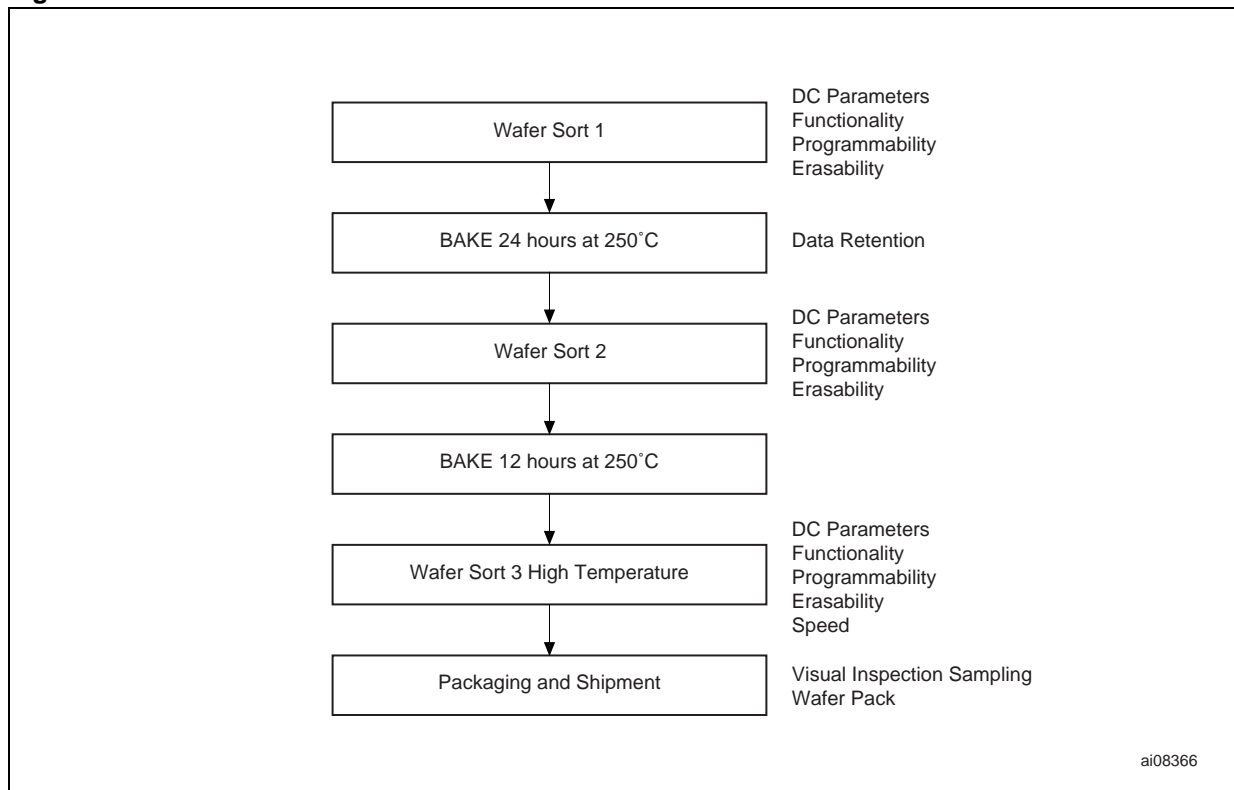 Wafer Sort 1
DC Parameters
Functionality
Programmability
Erasability
BAKE 24 hours at 250˚C
Data Retention
Wafer Sort 2
DC Parameters
Functionality
Programmability
Erasability
BAKE 12 hours at 250˚C
Wafer Sort 3 High Temperature
DC Parameters
Functionality
Programmability
Erasability
Speed
Packaging and Shipment
Visual Inspection Sampling
Wafer Pack
ai08366